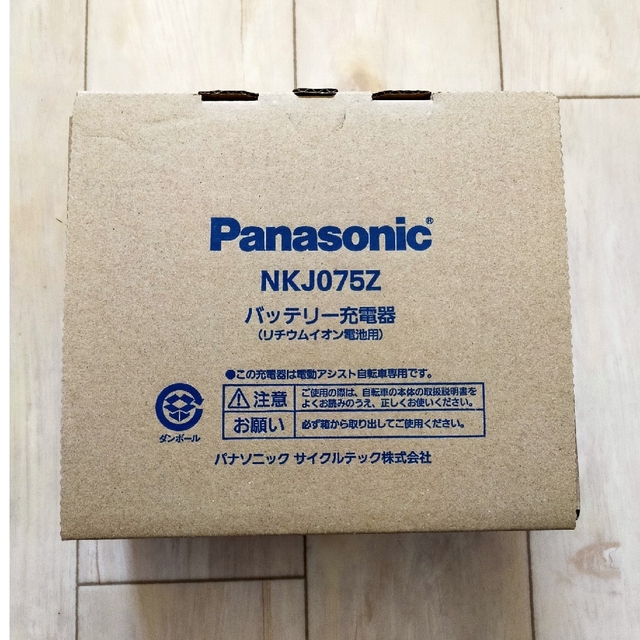 Panasonic®
NKJ075Z
バッテリー充電器
（リチウムイオン電池用）
●この充電器は電動アシスト自転車専用です。
注意
ご使用の際は、自転車の本体の取扱説明書を
よくお読みのうえ、正しくお使いください。
お願い
必ず箱から取り出してご使用ください。
ダンボール
パナソニック サイクルテック株式会社